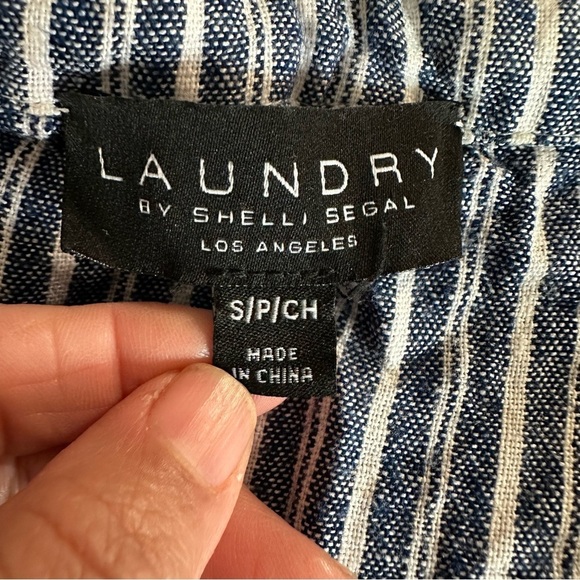 LAUNDRY
BY SHELLI SEGAL
LOS ANGELES
S/P/CH
MADE
IN CHINA